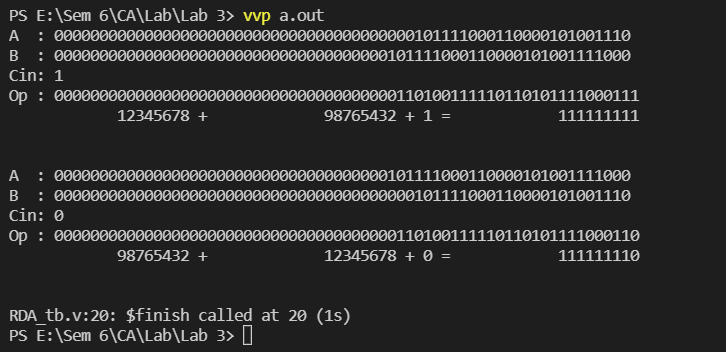 PS E:\Sem 6\CA\Lab\Lab 3> vvp a.out
A  : 0000000000000000000000000000000000000000101111000110000101001110
B  : 0000000000000000000000000000000000000101111000110000101001111000
Cin: 1
Op : 00000000000000000000000000000000000000110100111110110101111000111
12345678 + 98765432 + 1 = 111111111
A  : 0000000000000000000000000000000000000101111000110000101001111000
B  : 0000000000000000000000000000000000000000101111000110000101001110
Cin: 0
Op : 00000000000000000000000000000000000000110100111110110101111000110
98765432 + 12345678 + 0 = 111111110
RDA_tb.v:20: $finish called at 20 (1s)
PS E:\Sem 6\CA\Lab\Lab 3>